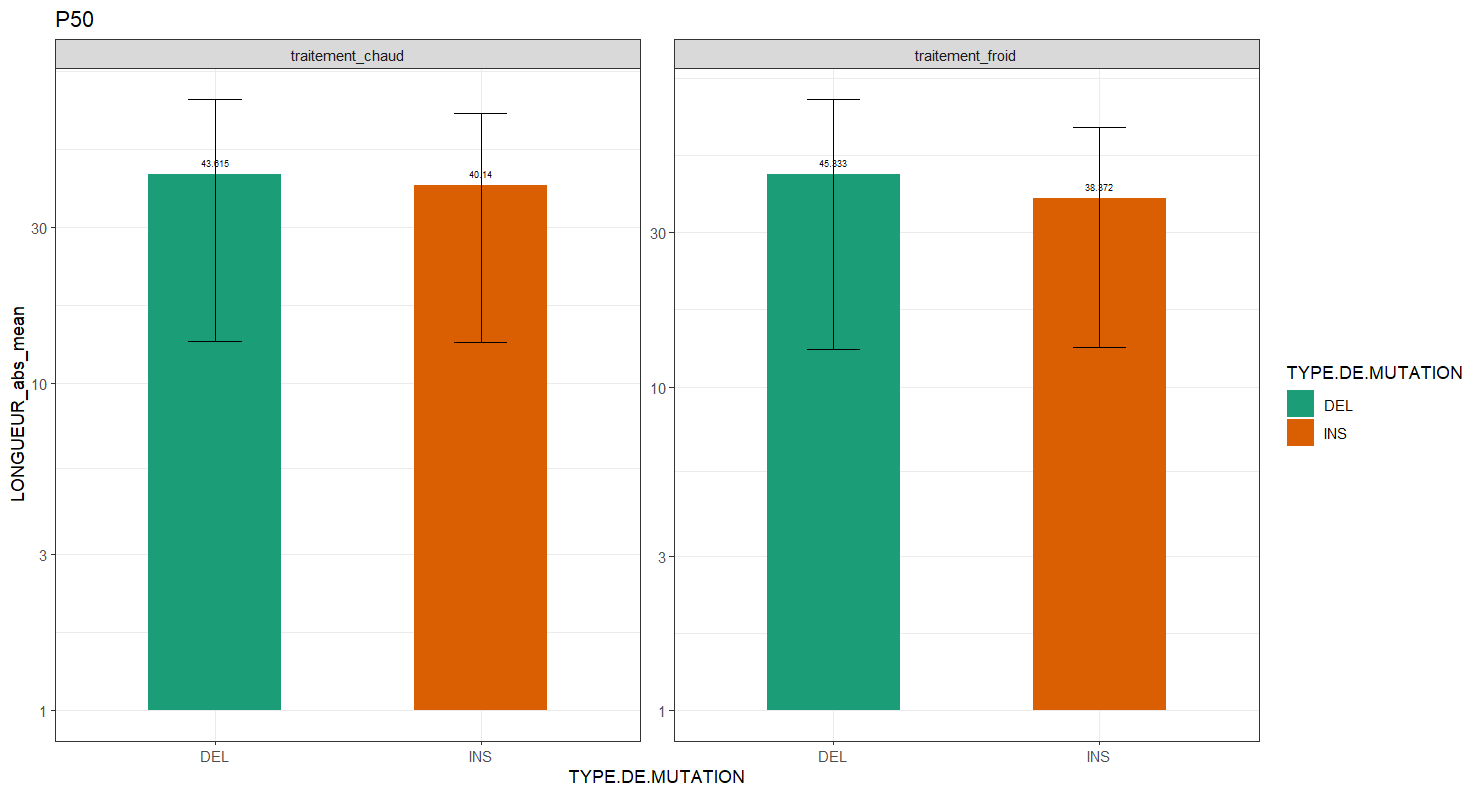 P50
traitement_chaud
traitement_froid
LONGUEUR_abs_mean
30
10
3
1
43.615
40.14
DEL
INS
30
10
3
1
45.333
38.372
DEL
INS
TYPE.DE.MUTATION
TYPE.DE.MUTATION
DEL
INS